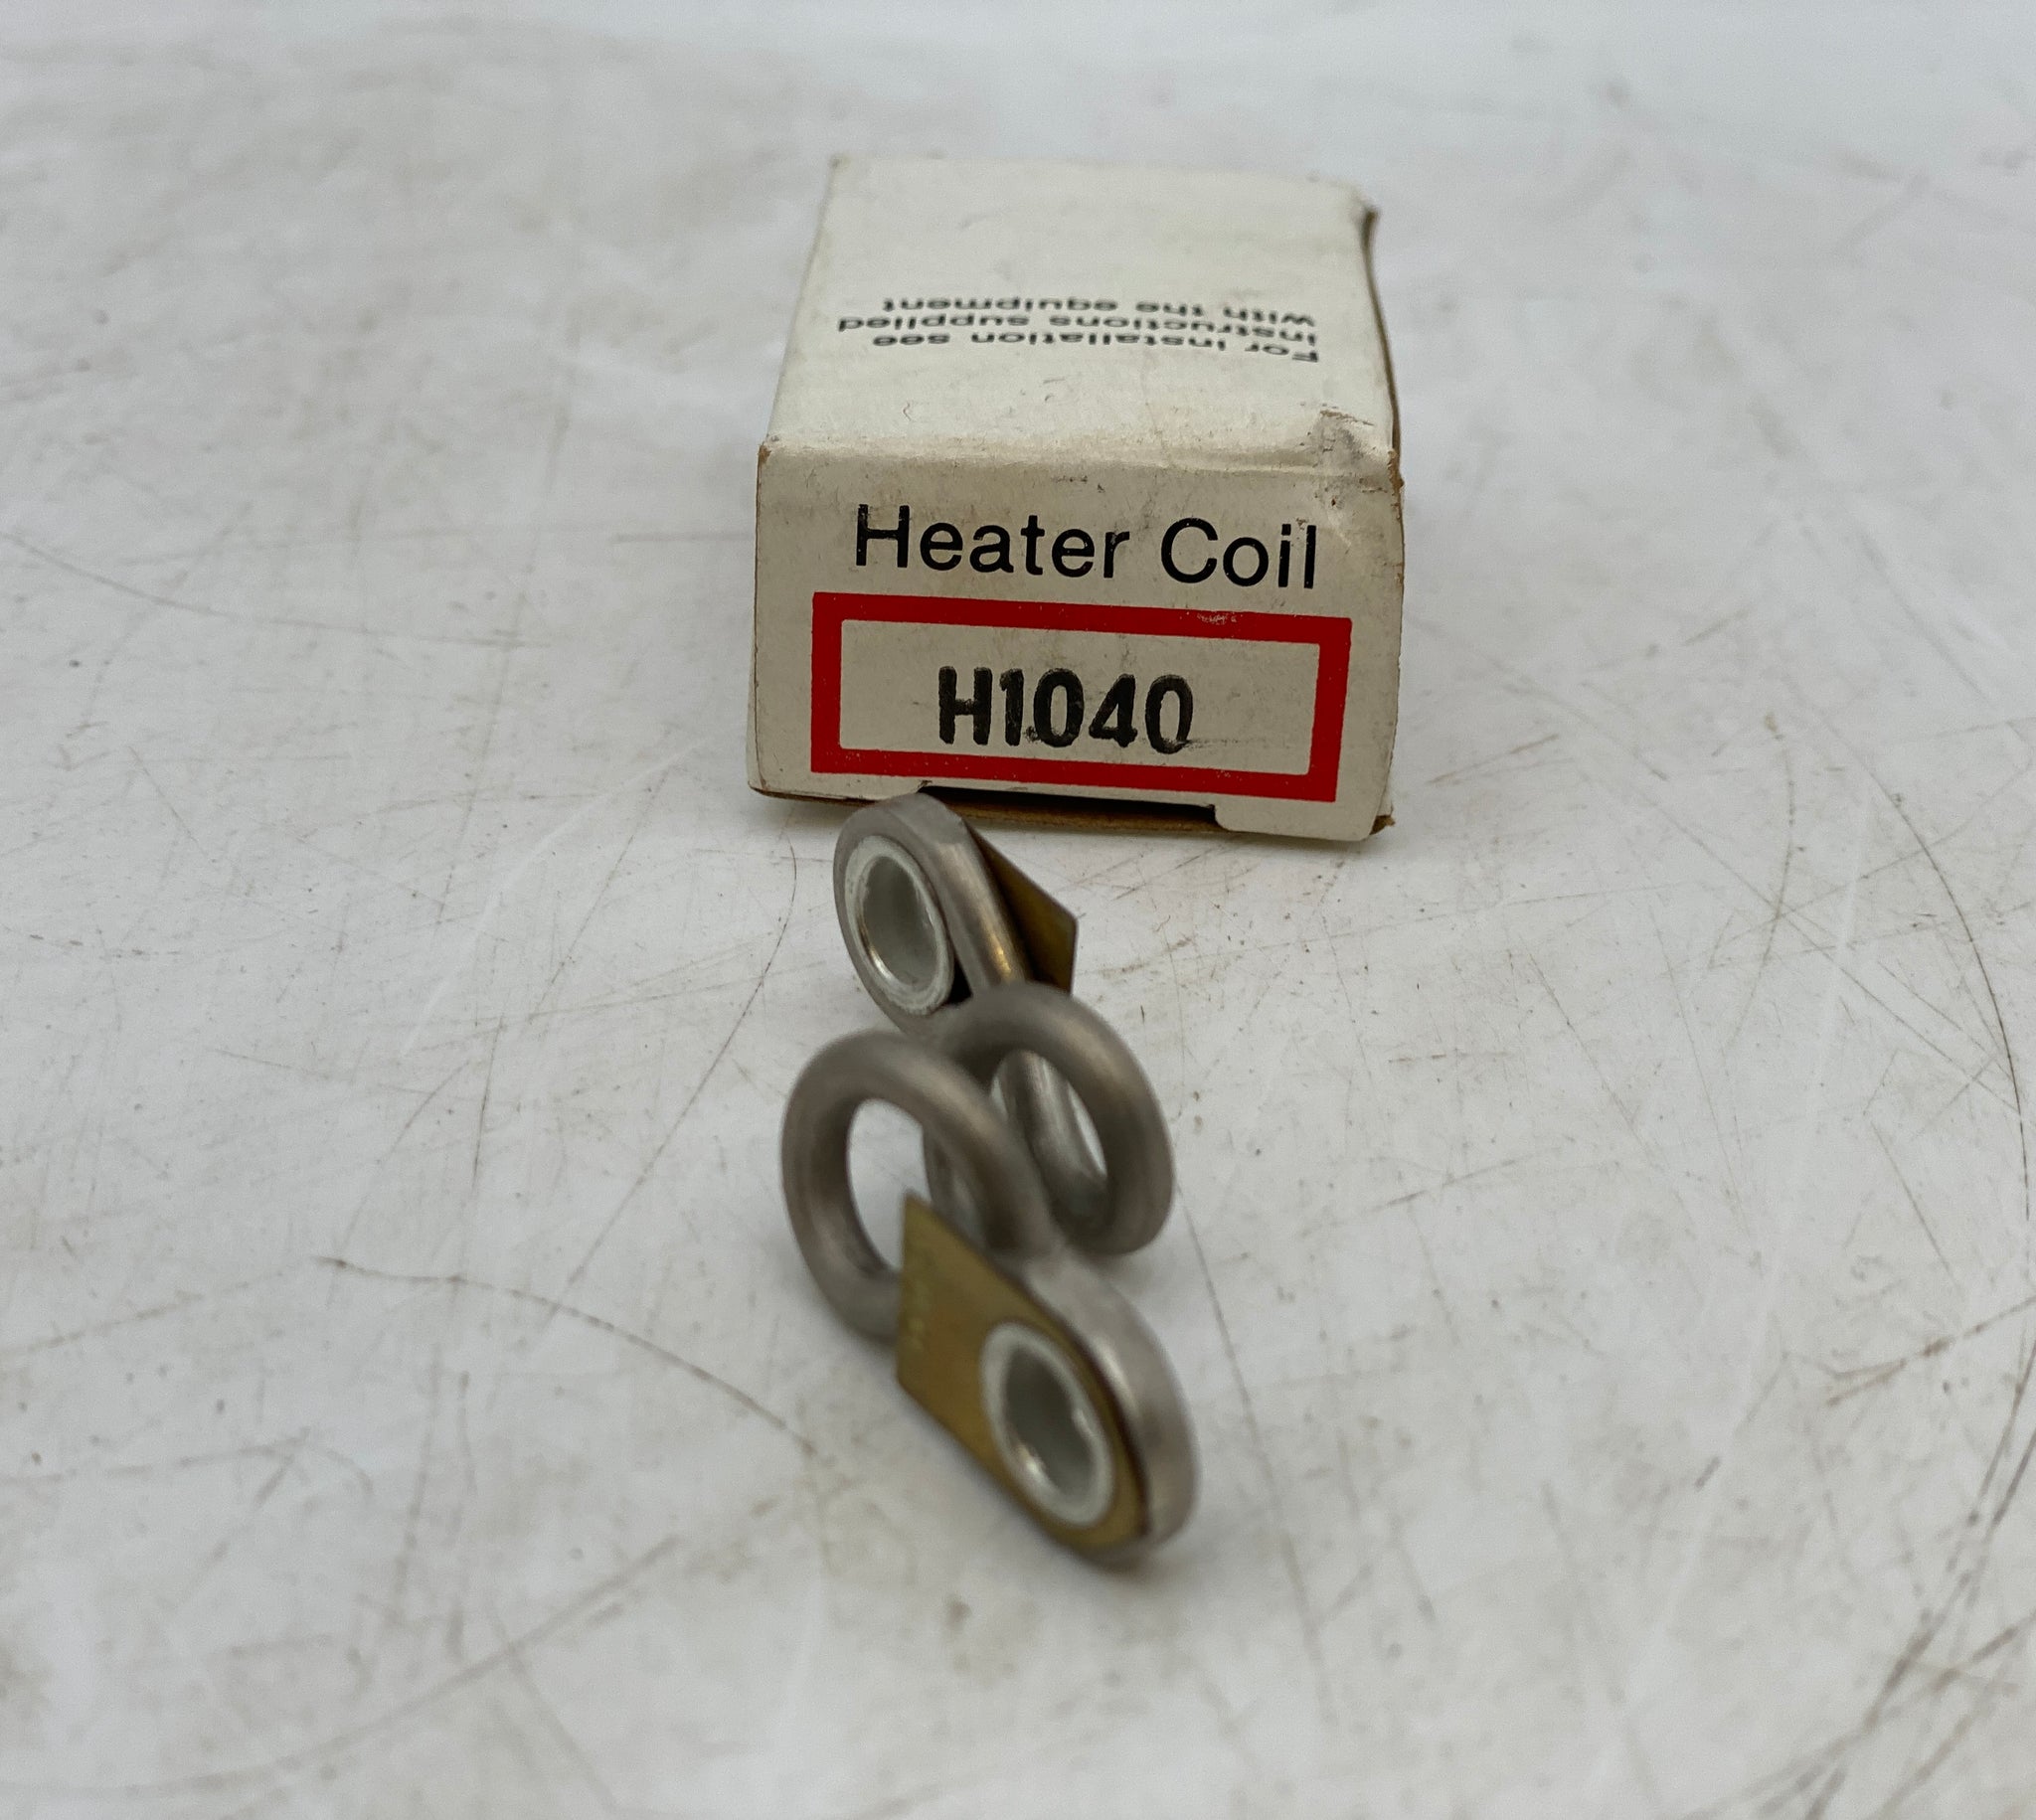 For installation see
instructions supplied
with the equipment
Heater Coil
H1040